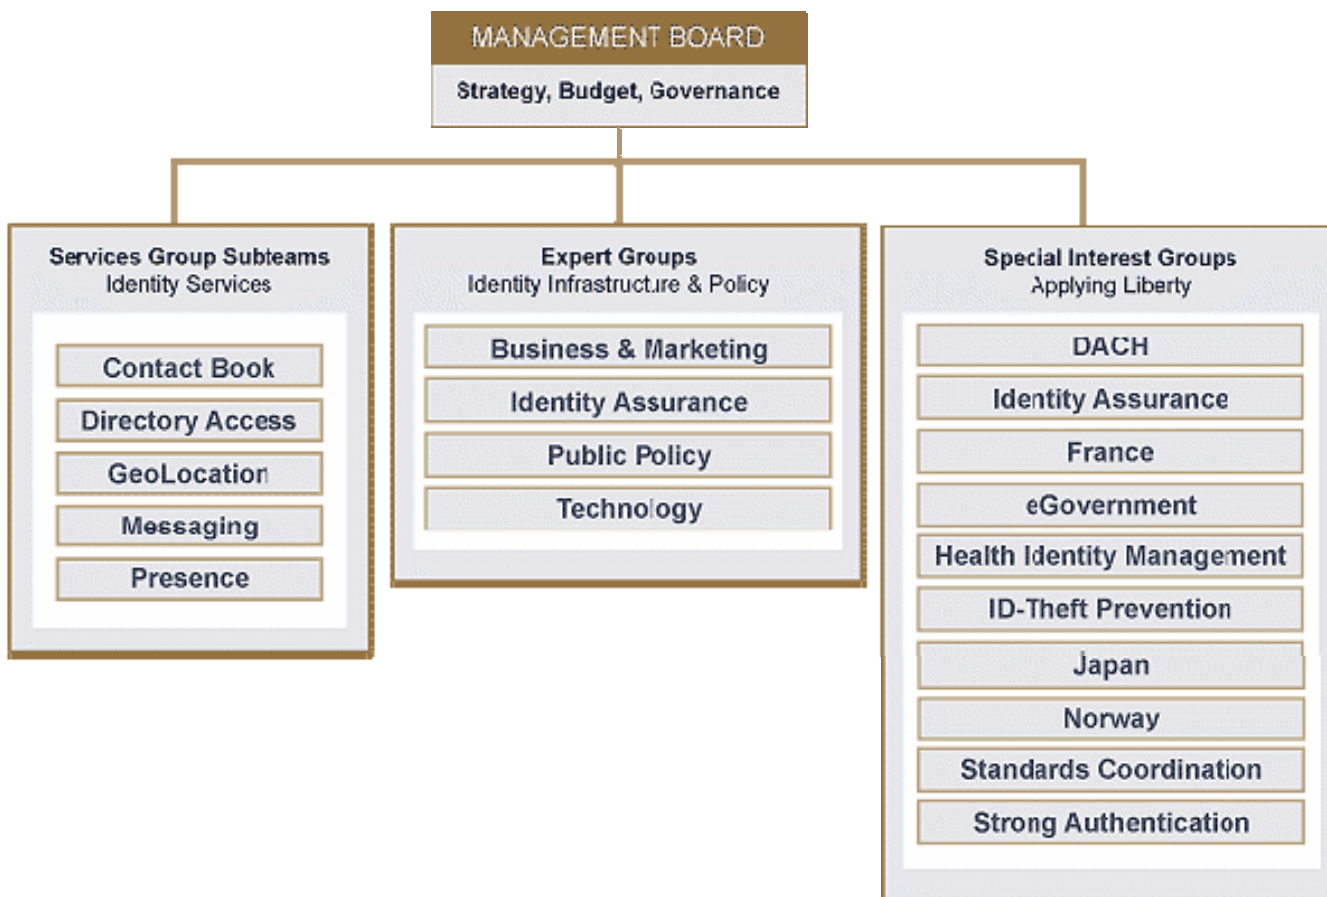 MANAGEMENT BOARD
Strategy, Budget, Governance
Services Group Subteams
Identity Services
Contact Book
Directory Access
GeoLocation
Messaging
Presence
Expert Groups
Identity Infrastructure & Policy
Business & Marketing
Identity Assurance
Public Policy
Technology
Special Interest Groups
Applying Liberty
DACH
Identity Assurance
France
eGovernment
Health Identity Management
ID-Theft Prevention
Japan
Norway
Standards Coordination
Strong Authentication